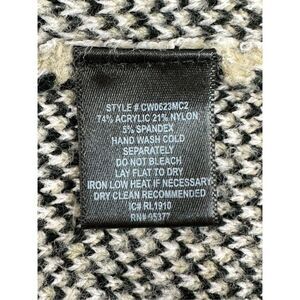 STYLE # CW0623MC2
74% ACRYLIC 21% NYLON
5% SPANDEX
HAND WASH COLD
SEPARATELY
DO NOT BLEACH
LAY FLAT TO DRY
IRON LOW HEAT IF NECESSARY
DRY CLEAN RECOMMENDED
IC# RL1910
RN# 95377